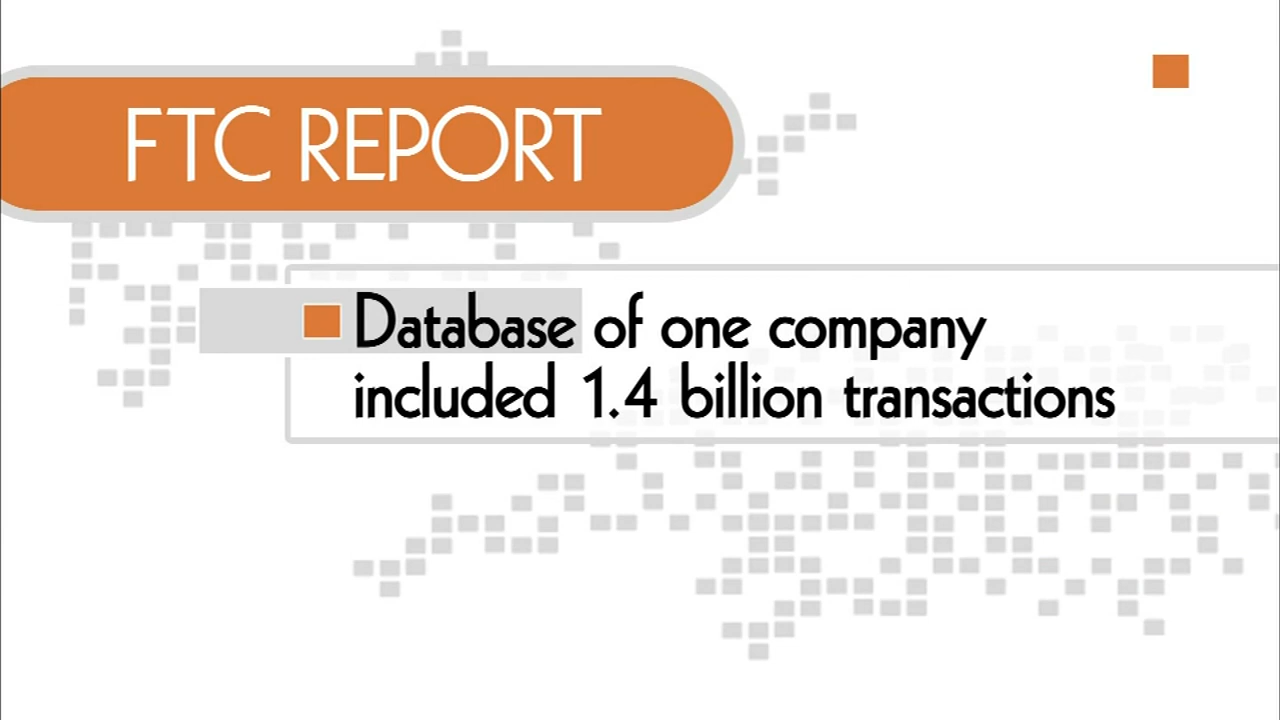 FTC REPORT
Database of one company
included 1.4 billion transactions